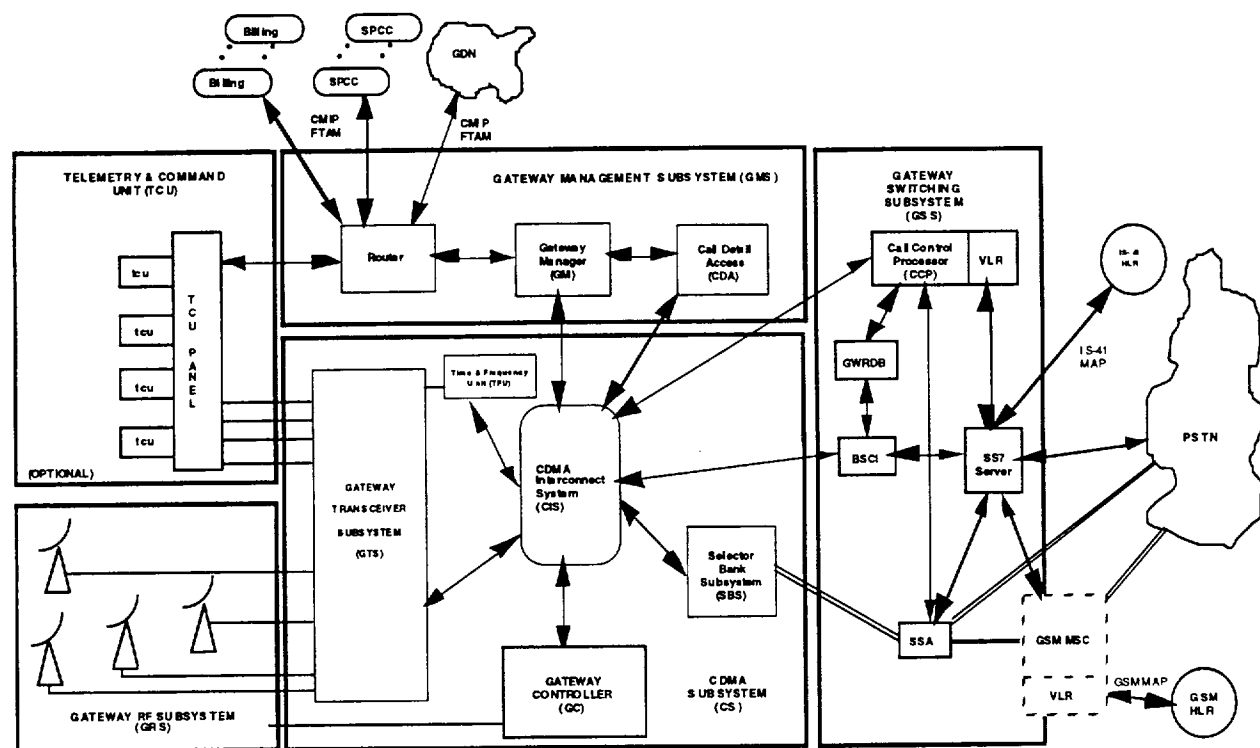 Billing
SPCC
Billing
SPCC
GDN
CMIP
FTAM
CMIP
FTAM
TELEMETRY & COMMAND
UNIT (TCU)
GATEWAY MANAGEMENT SUBSYSTEM (GMS)
GATEWAY
SWITCHING
SUBSYSTEM
(GSS)
tcu
tcu
tcu
tcu
TCU PANEL
Router
Gateway
Manager
(GM)
Call Detail
Access
(CDA)
Call Control
Processor
(CCP)
VLR
HLR
IS-41
MAP
GWRDB
Time & Frequency
Unit (TFU)
PSTN
BSCI
SS7
Server
(OPTIONAL)
GATEWAY
TRANSCEIVER
SUBSYSTEM
(GTS)
CDMA
Interconnect
System
(CIS)
Selector
Bank
Subsystem
(SBS)
SSA
GSM MSC
VLR
GSM MAP
GSM
HLR
GATEWAY
CONTROLLER
(GC)
CDMA
SUBSYSTEM
(CS)
GATEWAY RF SUBSYSTEM
(GRS)